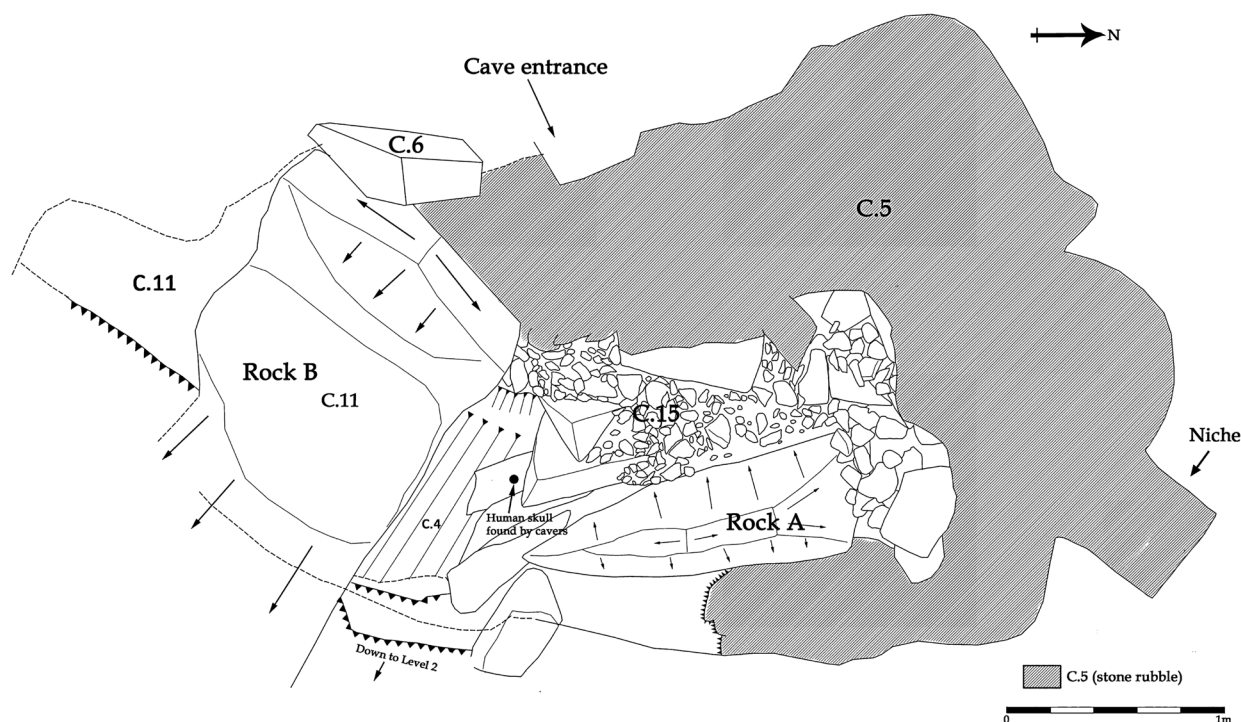 N
Cave entrance
C.6
C.5
C.11
Rock B
C.11
C.15
Niche
Human skull
found by cavers
C.4
Rock A
Down to Level 2
C.5 (stone rubble)
0
1m